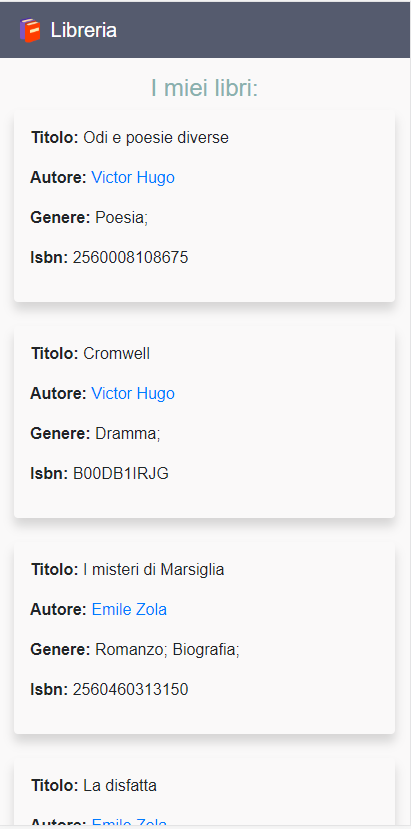 Libreria
I miei libri:
Titolo: Odi e poesie diverse
Autore: Victor Hugo
Genere: Poesia;
Isbn: 2560008108675
Titolo: Cromwell
Autore: Victor Hugo
Genere: Dramma;
Isbn: B00DB1IRJG
Titolo: I misteri di Marsiglia
Autore: Emile Zola
Genere: Romanzo; Biografia;
Isbn: 2560460313150
Titolo: La disfatta
Autore: Emile Zola